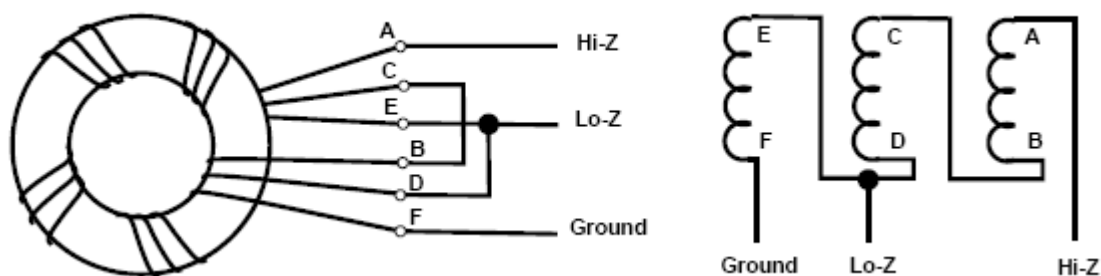 A Hi-Z
C
E Lo-Z
B
D
F Ground
E C A
F D B
Ground Lo-Z Hi-Z